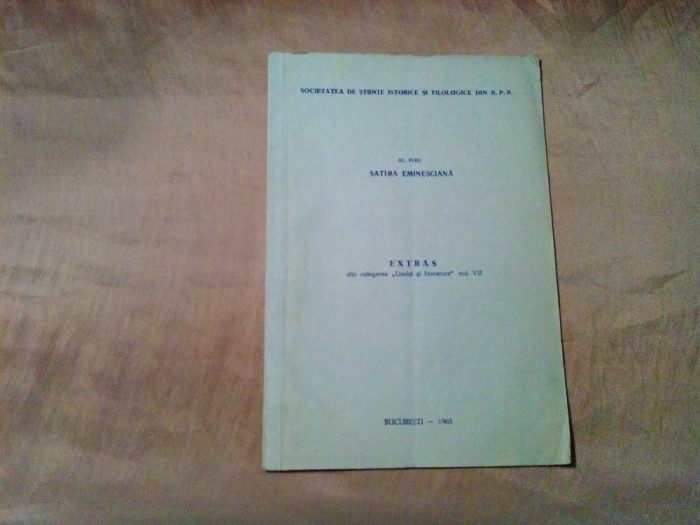 SOCIETATEA DE ŞTIINŢE ISTORICE ŞI FILOLOGICE DIN R. P. R.
AL. PIRU
SATIRA EMINESCIANĂ
EXTRAS
din culegerea „Limbă şi literatură" vol. VII
BUCUREŞTI — 1963